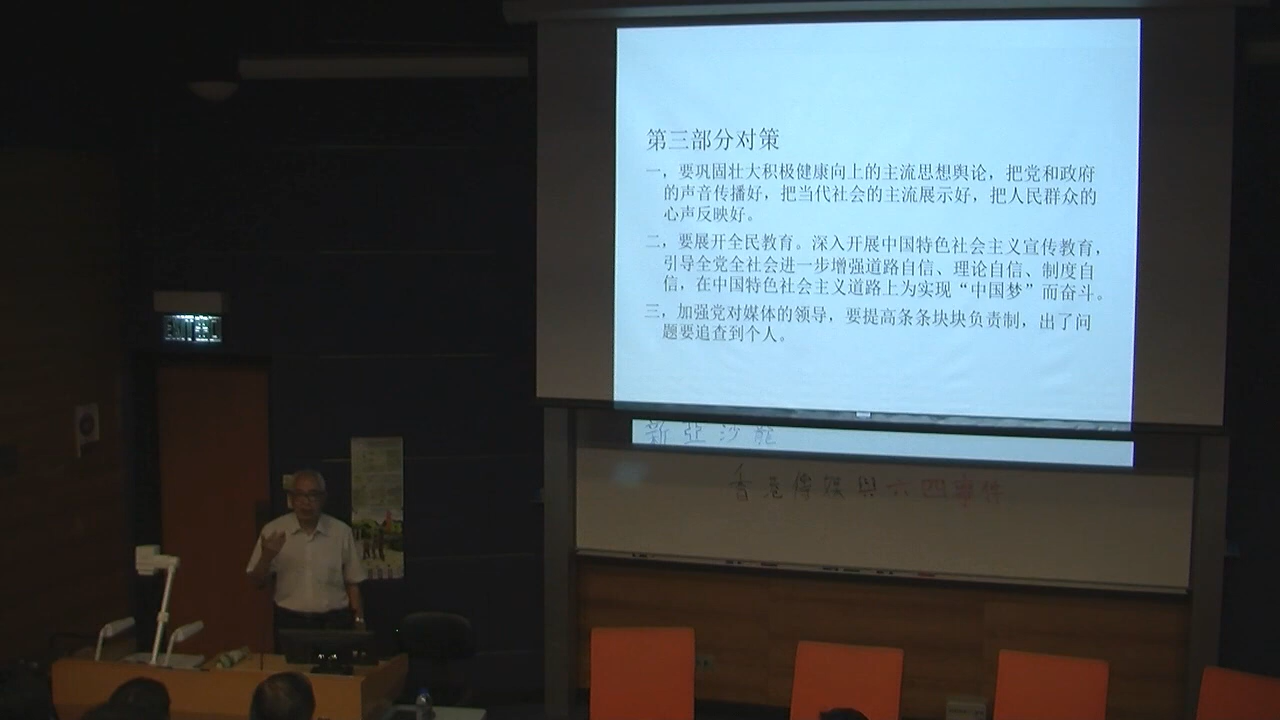 第三部分对策
一，要巩固壮大积极健康向上的主流思想舆论，把党和政府
的声音传播好，把当代社会的主流展示好，把人民群众的
心声反映好。
二，要展开全民教育。深入开展中国特色社会主义宣传教育，
引导全党全社会进一步增强道路自信、理论自信、制度自
信，在中国特色社会主义道路上为实现“中国梦”而奋斗。
三，加强党对媒体的领导，要提高条条块块负责制，出了问
题要追查到个人。
新亞沙龍
香港傳媒與六四事件
EXIT